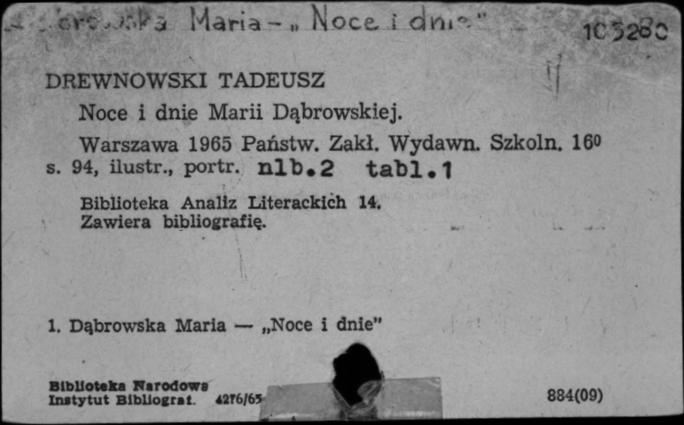 Maria - „Noce i dnie"
105280
DREWNOWSKI TADEUSZ
Noce i dnie Marii Dąbrowskiej.
Warszawa 1965 Państw. Zakł. Wydawn. Szkoln. 16⁰
s. 94, ilustr., portr. nlb.2 tabl.1
Biblioteka Analiz Literackich 14.
Zawiera bibliografię.
1. Dąbrowska Maria — „Noce i dnie”
Biblioteka Narodowa
Instytut Bibliograf. 4276/65
884(09)